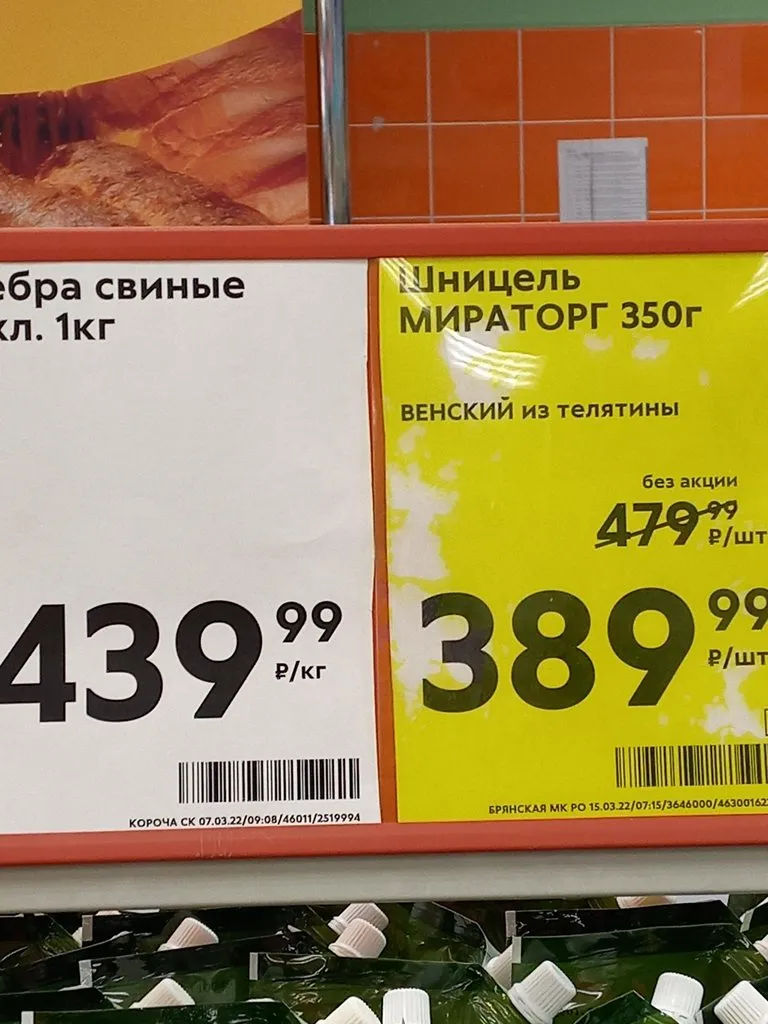 ебра свиные
кл. 1кг
439 99
₽/кг
КОРОЧА СК 07.03.22/09:08/46011/2519994
Шницель
МИРАТОРГ 350г
ВЕНСКИЙ из телятины
без акции
479 99
₽/шт
389 99
₽/шт
БРЯНСКАЯ МК РО 15.03.22/07:15/3646000/46300162